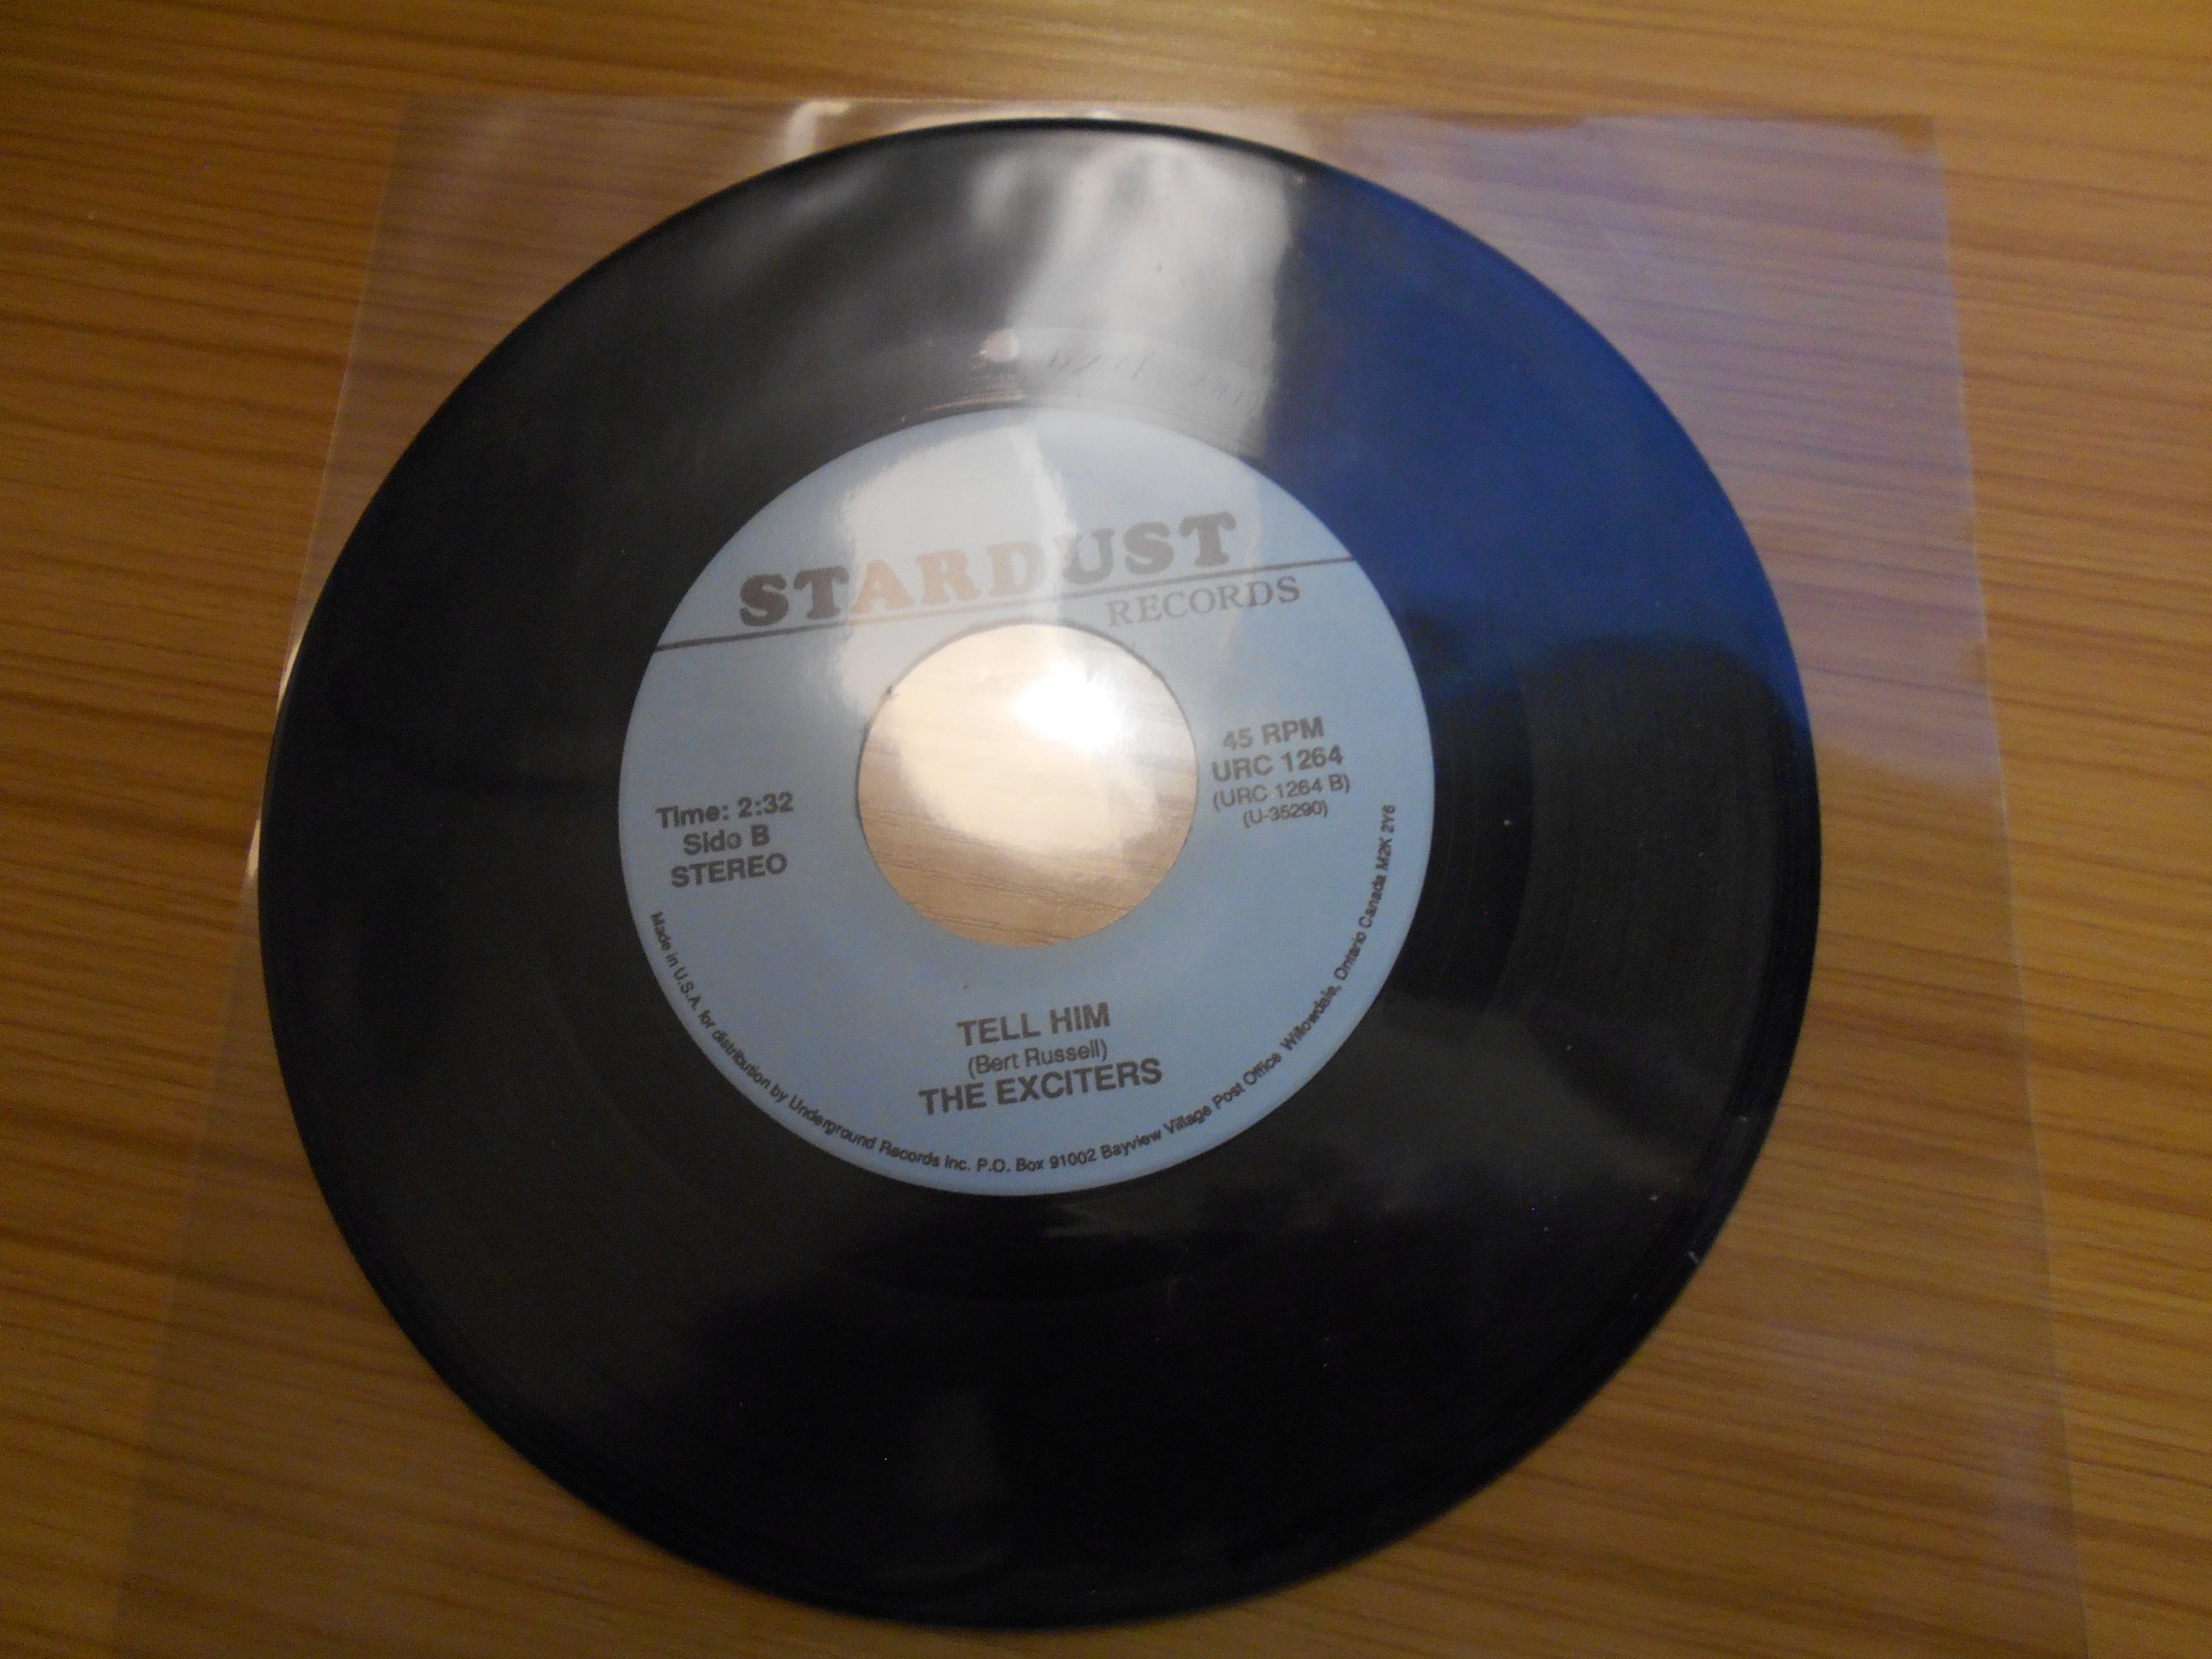 STARDUST
RECORDS
45 RPM
URC 1264
(URC 1264 B)
(U-35290)
Time: 2:32
Side B
STEREO
TELL HIM
(Bert Russell)
THE EXCITERS
Made in U.S.A. for distribution by Underground Records Inc. P.O. Box 91002 Bayview Village Post Office Willowdale, Ontario Canada M2K 2Y6